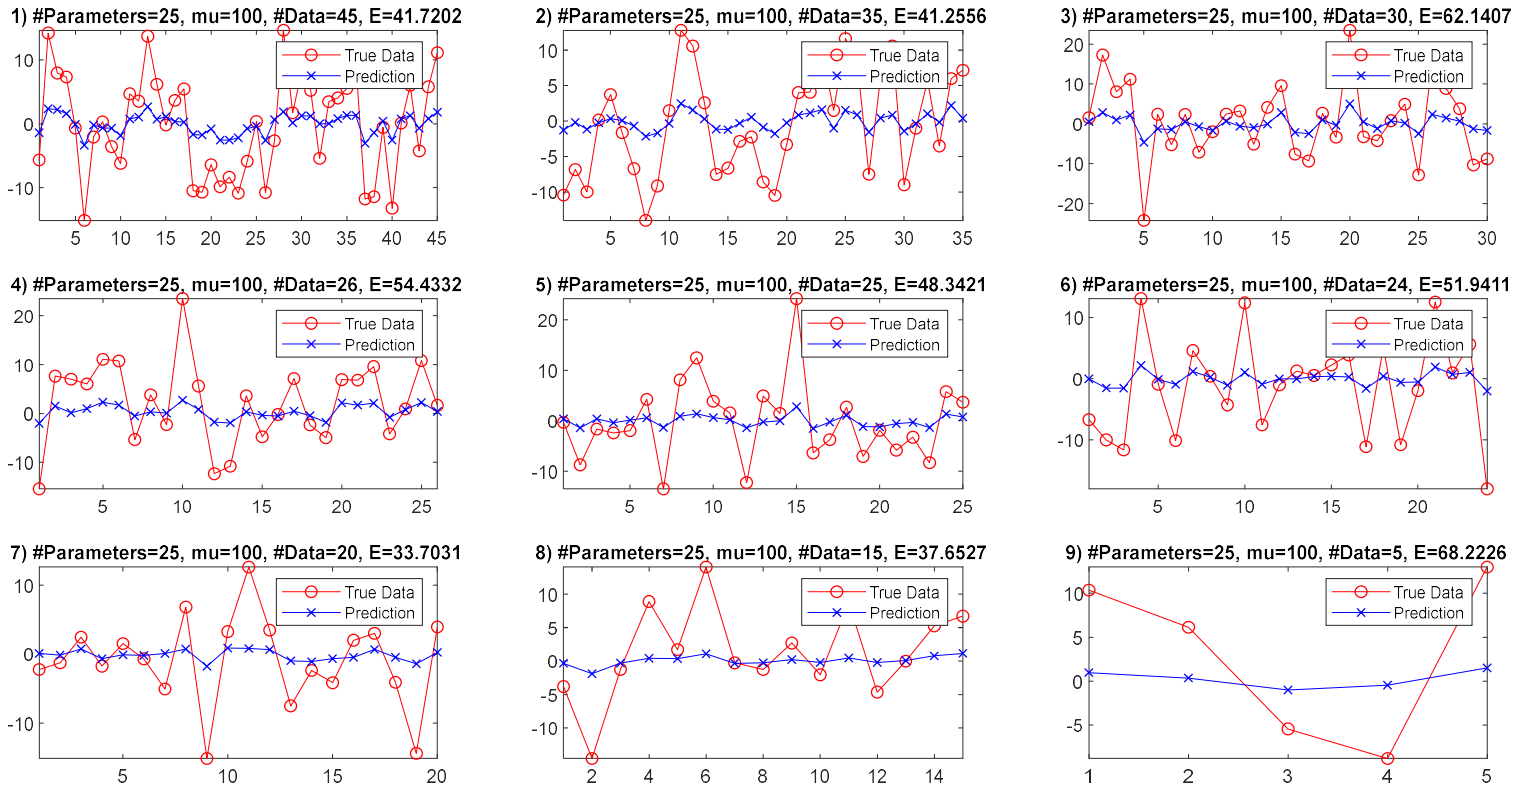 1) #Parameters=25, mu=100, #Data=45, E=41.7202
True Data
Prediction
10
0
-10
5 10 15 20 25 30 35 40 45
2) #Parameters=25, mu=100, #Data=35, E=41.2556
True Data
Prediction
10
5
0
-5
-10
5 10 15 20 25 30 35
3) #Parameters=25, mu=100, #Data=30, E=62.1407
True Data
Prediction
20
10
0
-10
-20
5 10 15 20 25 30
4) #Parameters=25, mu=100, #Data=26, E=54.4332
True Data
Prediction
20
10
0
-10
5 10 15 20 25
5) #Parameters=25, mu=100, #Data=25, E=48.3421
True Data
Prediction
20
10
0
-10
5 10 15 20 25
6) #Parameters=25, mu=100, #Data=24, E=51.9411
True Data
Prediction
10
0
-10
5 10 15 20
7) #Parameters=25, mu=100, #Data=20, E=33.7031
True Data
Prediction
10
0
-10
5 10 15 20
8) #Parameters=25, mu=100, #Data=15, E=37.6527
True Data
Prediction
10
5
0
-5
-10
2 4 6 8 10 12 14
9) #Parameters=25, mu=100, #Data=5, E=68.2226
True Data
Prediction
10
5
0
-5
1 2 3 4 5